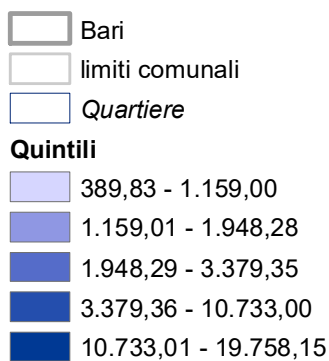 Bari
limiti comunali
Quartiere
Quintili
389,83 - 1.159,00
1.159,01 - 1.948,28
1.948,29 - 3.379,35
3.379,36 - 10.733,00
10.733,01 - 19.758,15